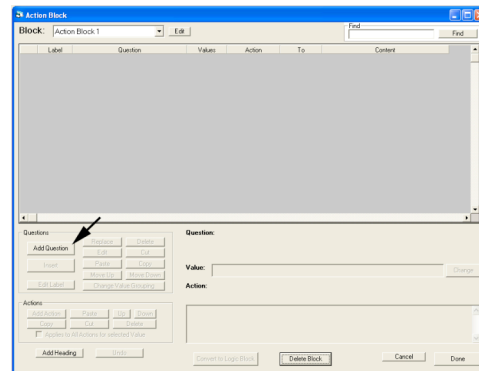 Action Block
Block: Action Block 1 Edit
Find
Find
Label Question Values Action To Content
Questions
Add Question Replace Delete
Edit Cut
Insert Paste Copy
Move Up Move Down
Edit Label Change Value Grouping
Question:
Value: Change
Action:
Actions
Add Action Paste Up Down
Copy Cut Delete
Applies to All Actions for selected Value
Add Heading Undo
Convert to Logic Block Delete Block Cancel Done